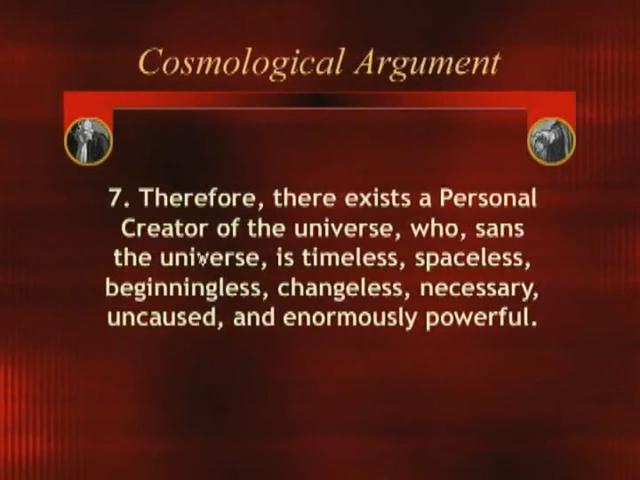 Cosmological Argument
7. Therefore, there exists a Personal
Creator of the universe, who, sans
the universe, is timeless, spaceless,
beginningless, changeless, necessary,
uncaused, and enormously powerful.